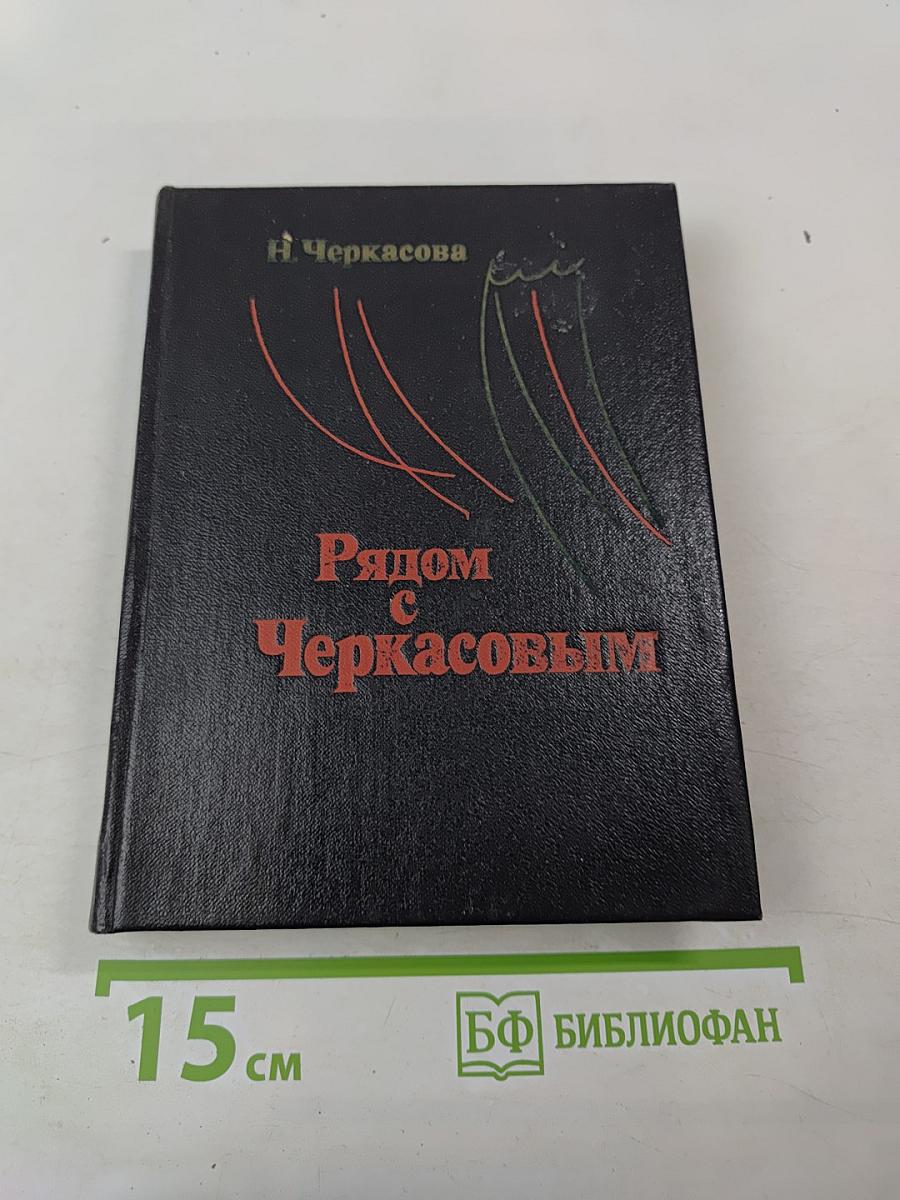 Н. Черкасова
Рядом
с
Черкасовым
15 см
БФ БИБЛИОФАН